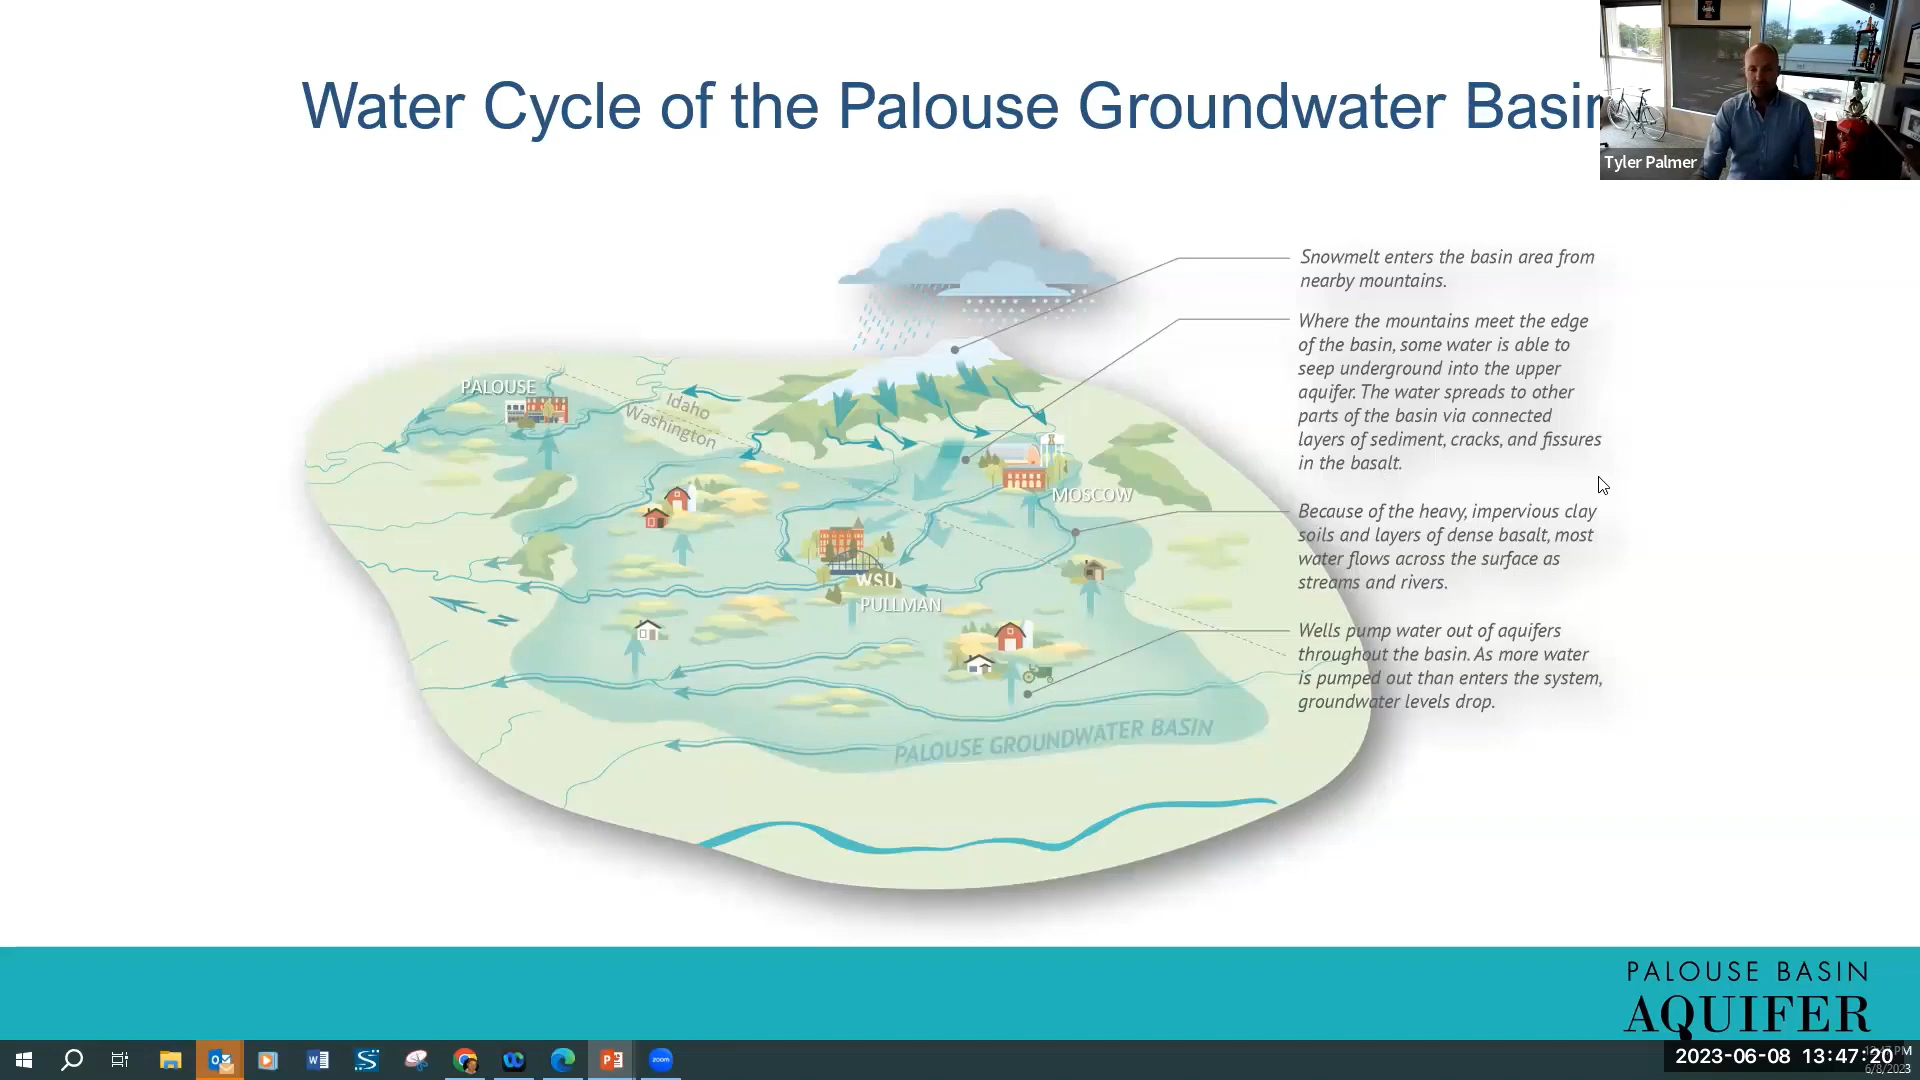 Water Cycle of the Palouse Groundwater Basin
Tyler Palmer
Snowmelt enters the basin area from
nearby mountains.
Where the mountains meet the edge
of the basin, some water is able to
seep underground into the upper
aquifer. The water spreads to other
parts of the basin via connected
layers of sediment, cracks, and fissures
in the basalt.
PALOUSE
Idaho
Washington
MOSCOW
Because of the heavy, impervious clay
soils and layers of dense basalt, most
water flows across the surface as
streams and rivers.
WSU
PULLMAN
N
Wells pump water out of aquifers
throughout the basin. As more water
is pumped out than enters the system,
groundwater levels drop.
PALOUSE GROUNDWATER BASIN
PALOUSE BASIN
AQUIFER
zoom
2023-06-08 13:47:20
6/8/2023